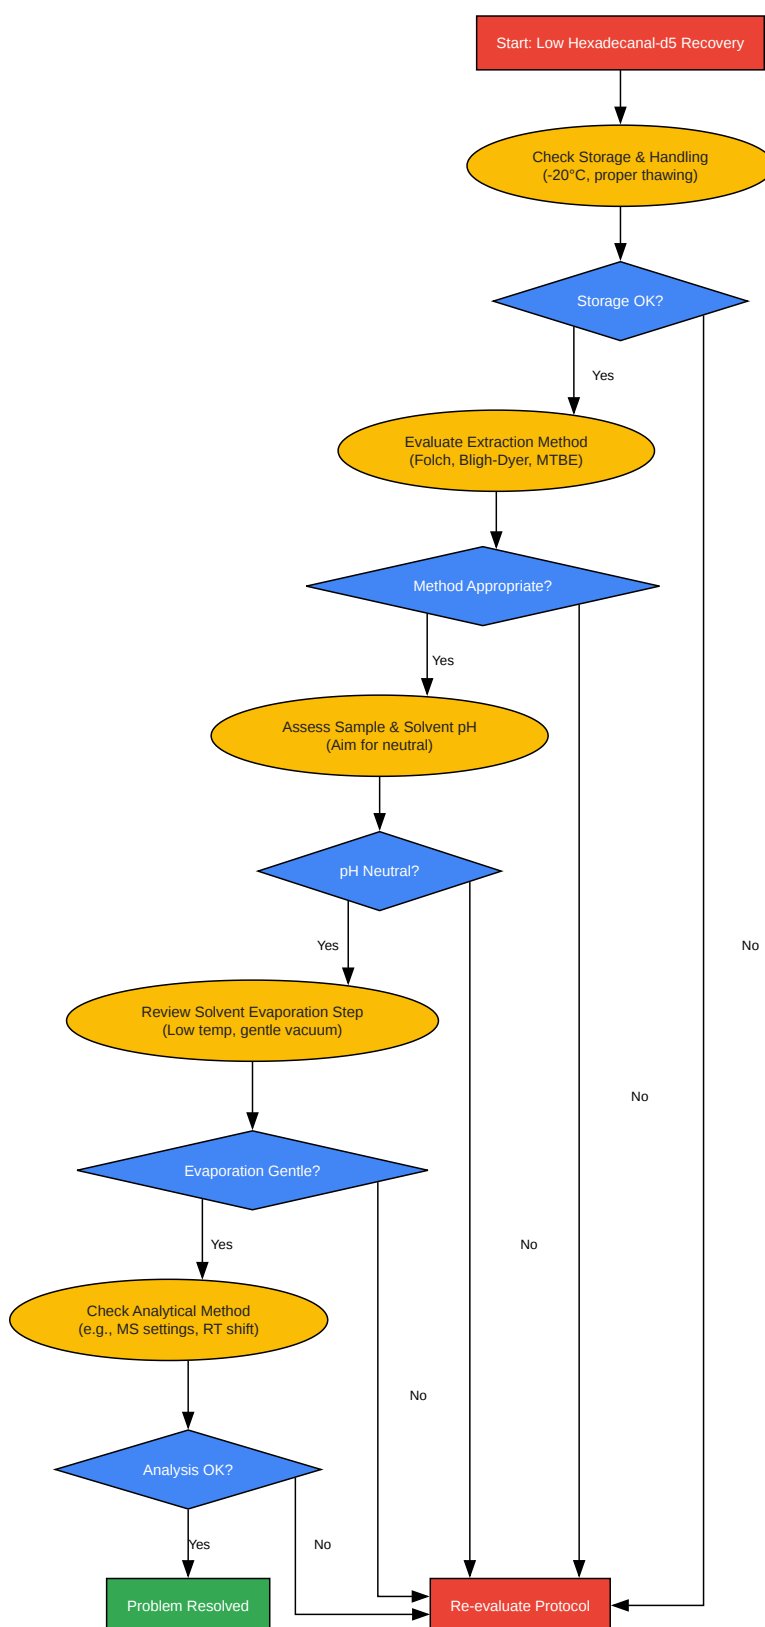 Start: Low Hexadecanal-d5 Recovery
Check Storage & Handling
(-20°C, proper thawing)
Storage OK?
Yes
Evaluate Extraction Method
(Folch, Bligh-Dyer, MTBE)
Method Appropriate?
Yes
Assess Sample & Solvent pH
(Aim for neutral)
pH Neutral?
Yes
No
Review Solvent Evaporation Step
(Low temp, gentle vacuum)
No
Evaporation Gentle?
Yes
No
Check Analytical Method
(e.g., MS settings, RT shift)
No
Analysis OK?
Yes
No
Problem Resolved
Re-evaluate Protocol